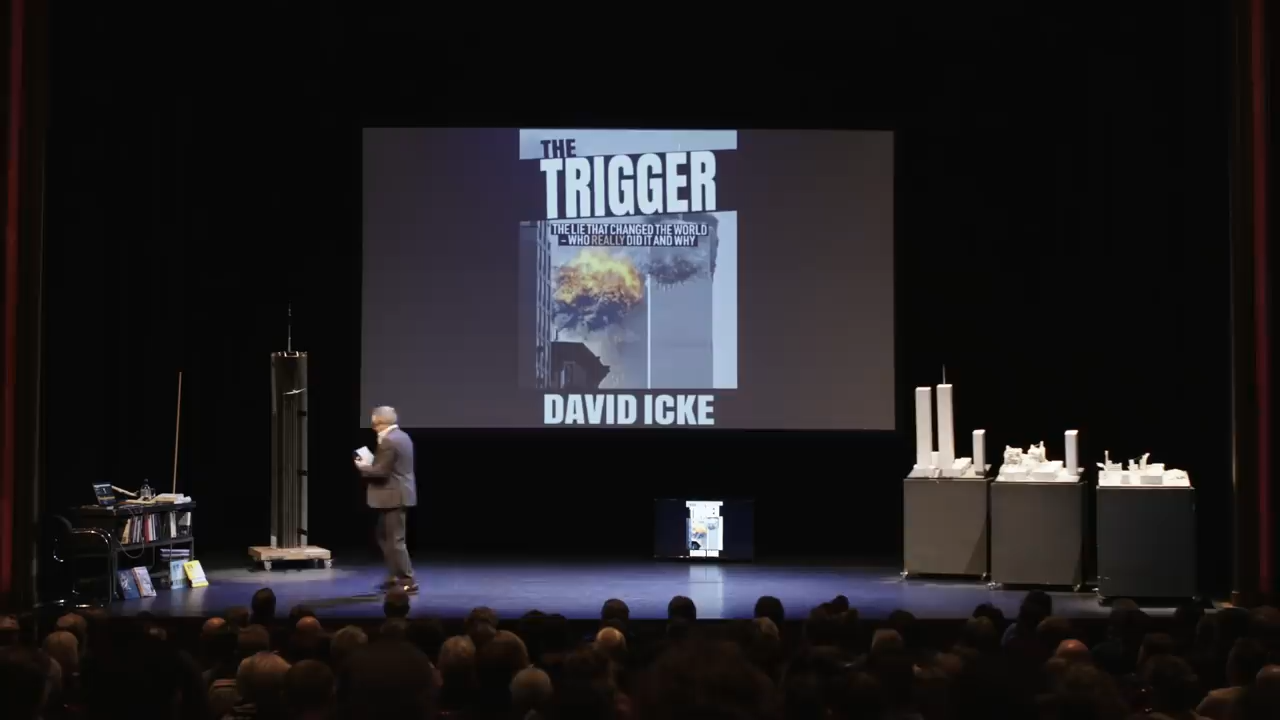 THE
TRIGGER
THE LIE THAT CHANGED THE WORLD
- WHO REALLY DID IT AND WHY
DAVID ICKE